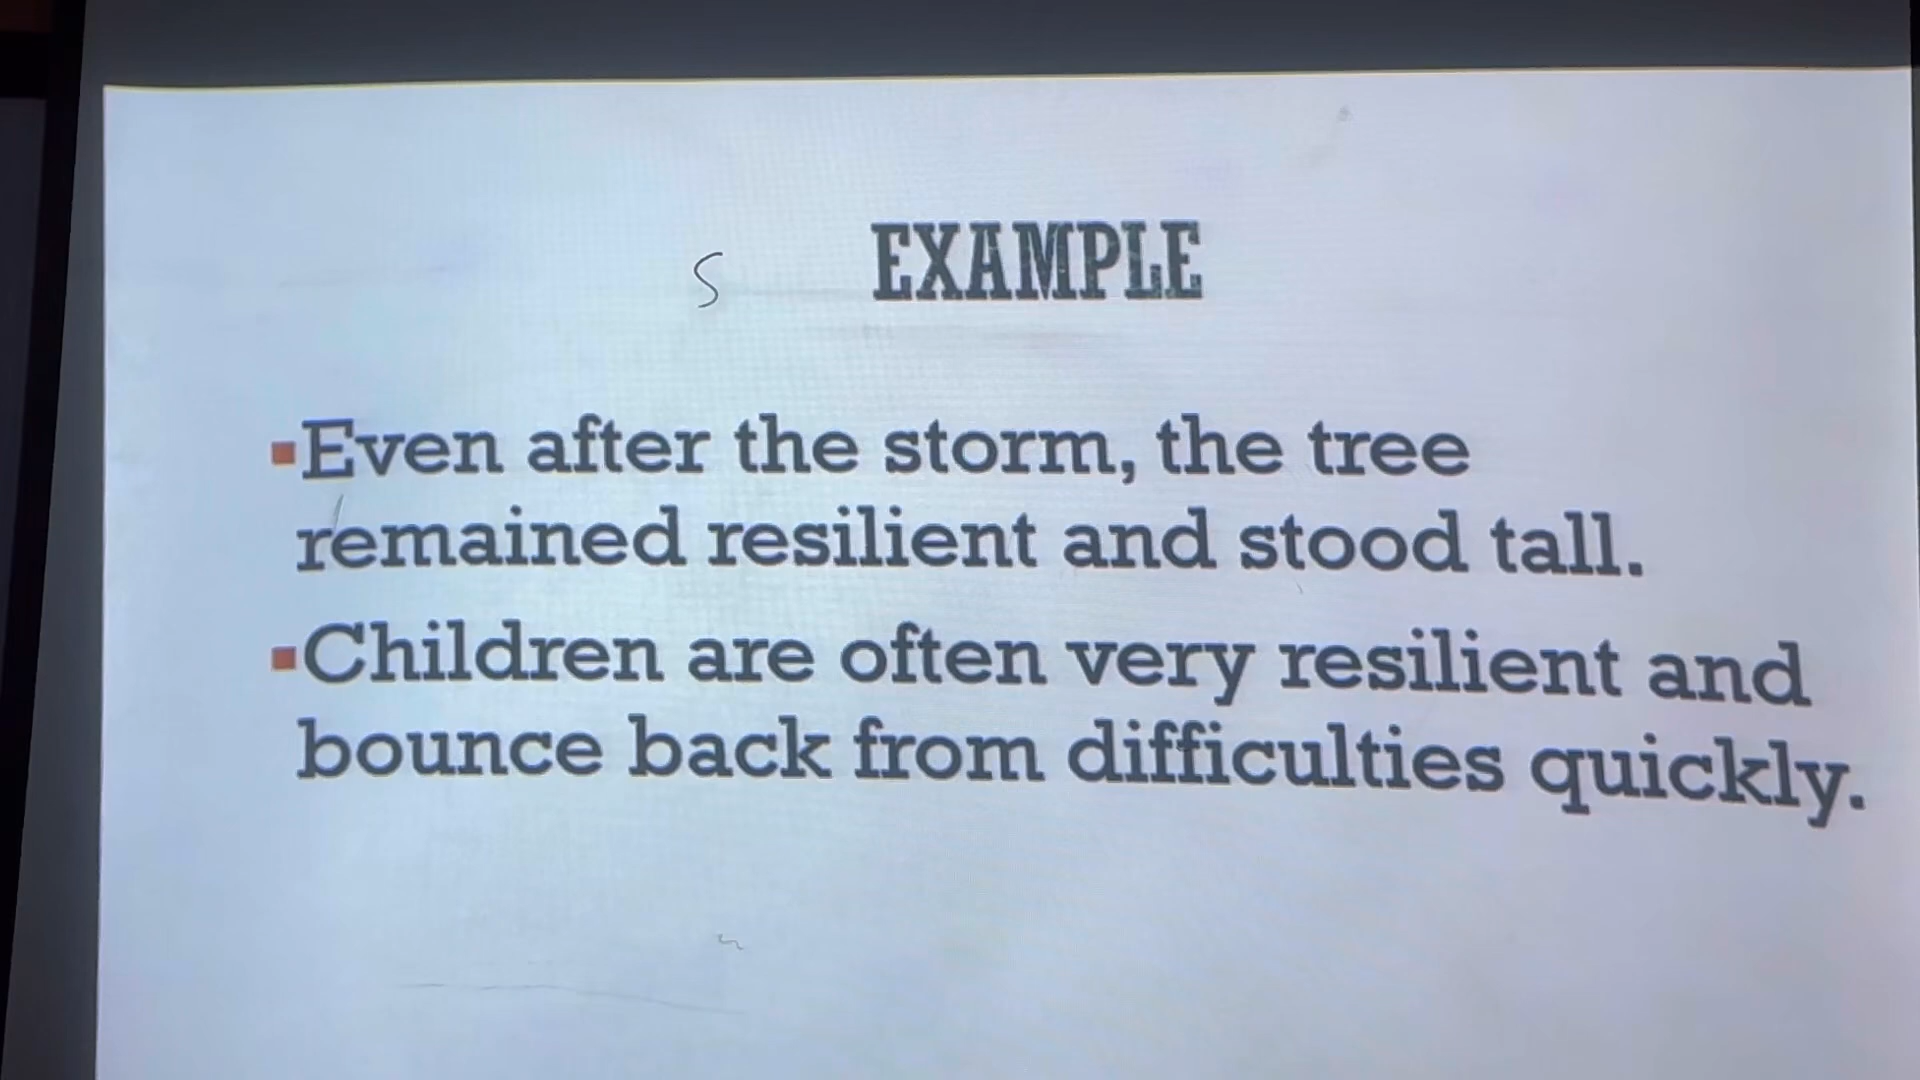 S EXAMPLE
▪Even after the storm, the tree
remained resilient and stood tall.
▪Children are often very resilient and
bounce back from difficulties quickly.